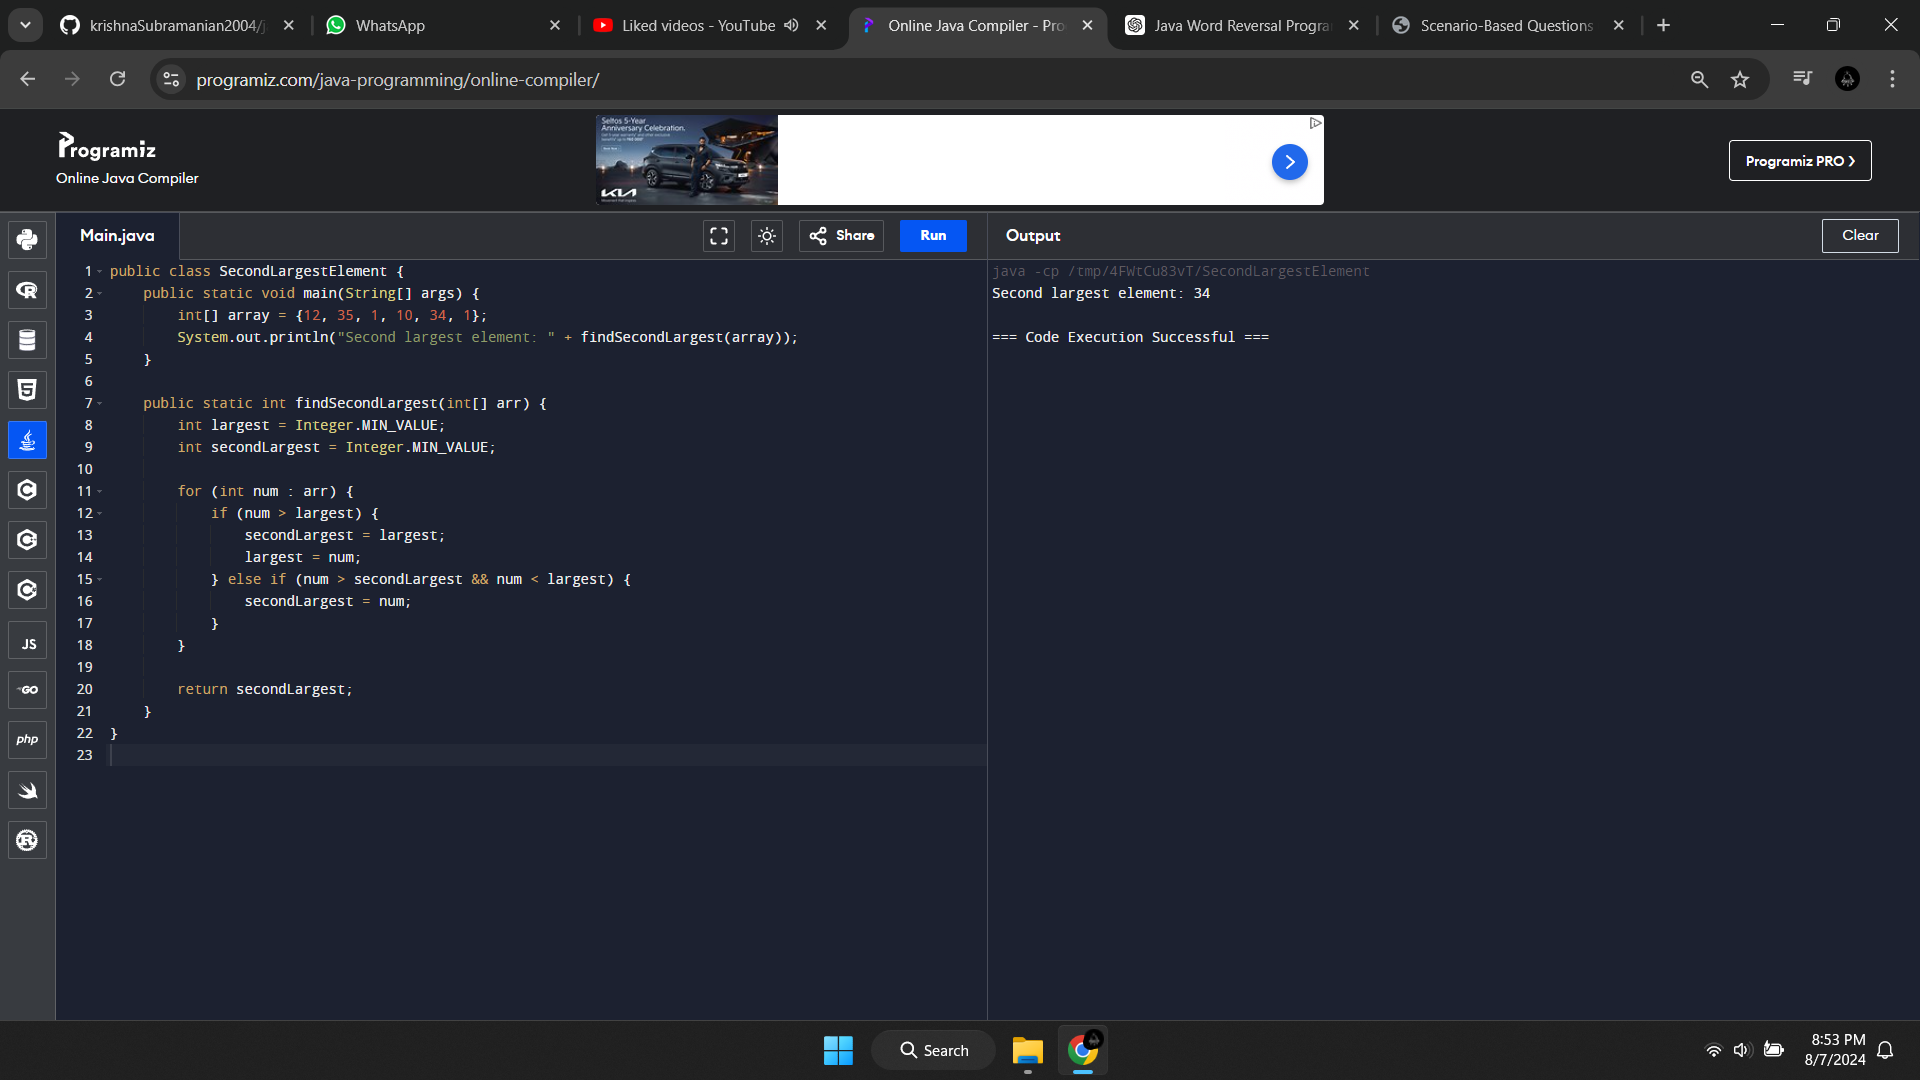 krishnaSubramanian2004/j
WhatsApp
Liked videos - YouTube
Online Java Compiler - Pro
Java Word Reversal Progra
Scenario-Based Questions
programiz.com/java-programming/online-compiler/
Programiz
Online Java Compiler
Seltos 5-Year
Anniversary Celebration.
KIA
Programiz PRO
Main.java
Share
Run
Output
Clear
1 public class SecondLargestElement {
2 public static void main(String[] args) {
3 int[] array = {12, 35, 1, 10, 34, 1};
4 System.out.println("Second largest element: " + findSecondLargest(array));
5 }
6
7 public static int findSecondLargest(int[] arr) {
8 int largest = Integer.MIN_VALUE;
9 int secondLargest = Integer.MIN_VALUE;
10
11 for (int num : arr) {
12 if (num > largest) {
13 secondLargest = largest;
14 largest = num;
15 } else if (num > secondLargest && num < largest) {
16 secondLargest = num;
17 }
18 }
19
20 return secondLargest;
21 }
22 }
23
java -cp /tmp/4FWtCu83vT/SecondLargestElement
Second largest element: 34
=== Code Execution Successful ===
JS
GO
php
Search
8:53 PM
8/7/2024